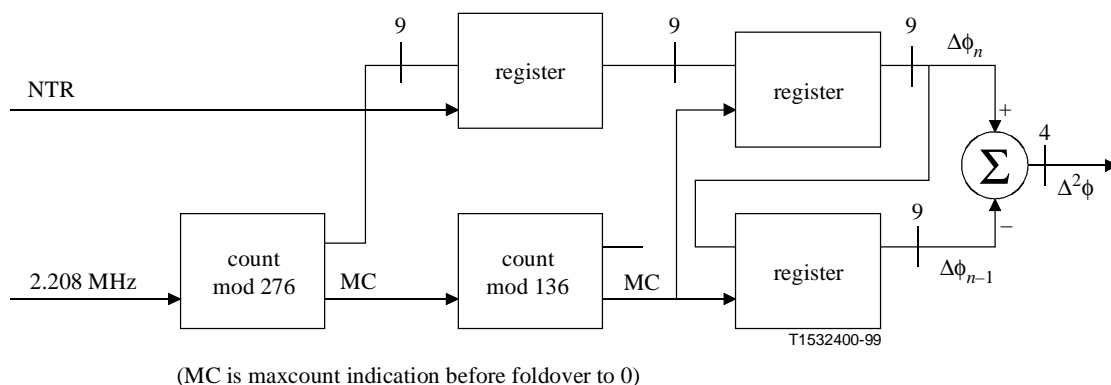 9
9
9
Δϕn
register
register
NTR
+
4
Σ
Δ²ϕ
9
−
count
mod 276
count
mod 136
register
2.208 MHz
MC
MC
Δϕn–1
T1532400-99
(MC is maxcount indication before foldover to 0)